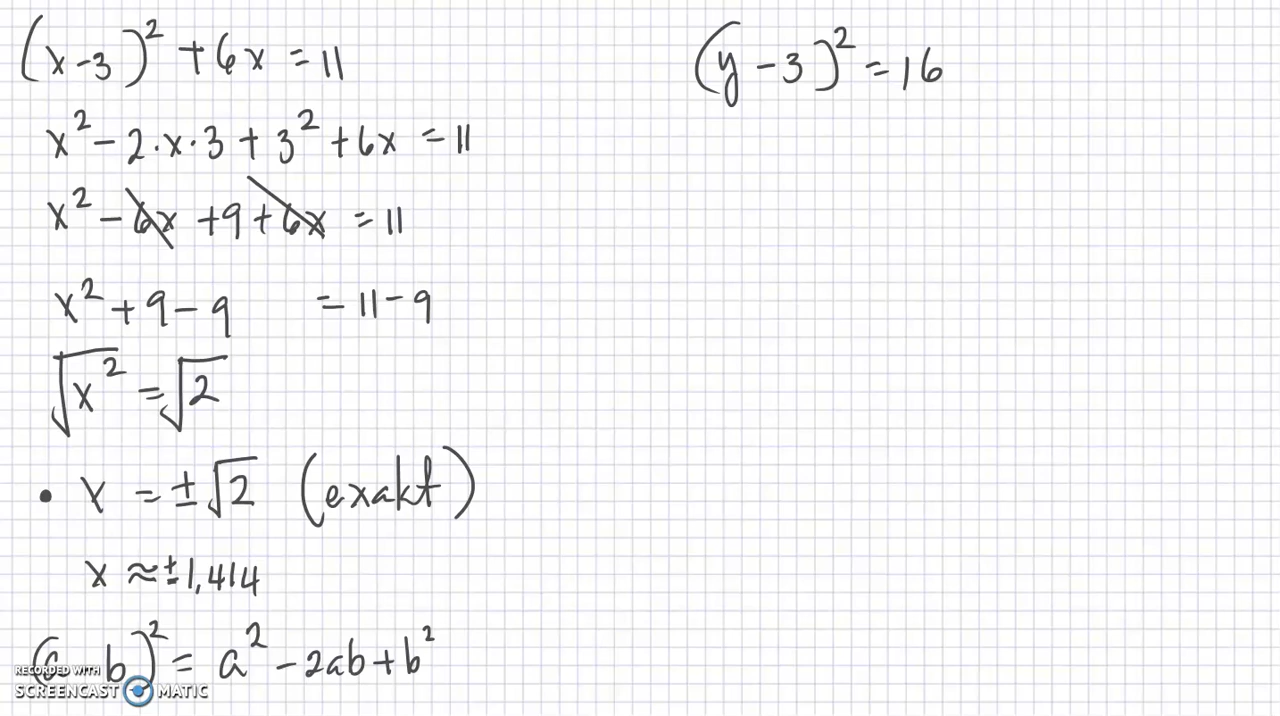 (x-3)² + 6x = 11
x² - 2·x·3 + 3² + 6x = 11
x² - 6x + 9 + 6x = 11
x² + 9 - 9 = 11 - 9
√x² = √2
• x = ±√2 (exakt)
x ≈ ±1,414
(a b)² = a² - 2ab + b²
RECORDED WITH
SCREENCAST MATIC
(y - 3)² = 16